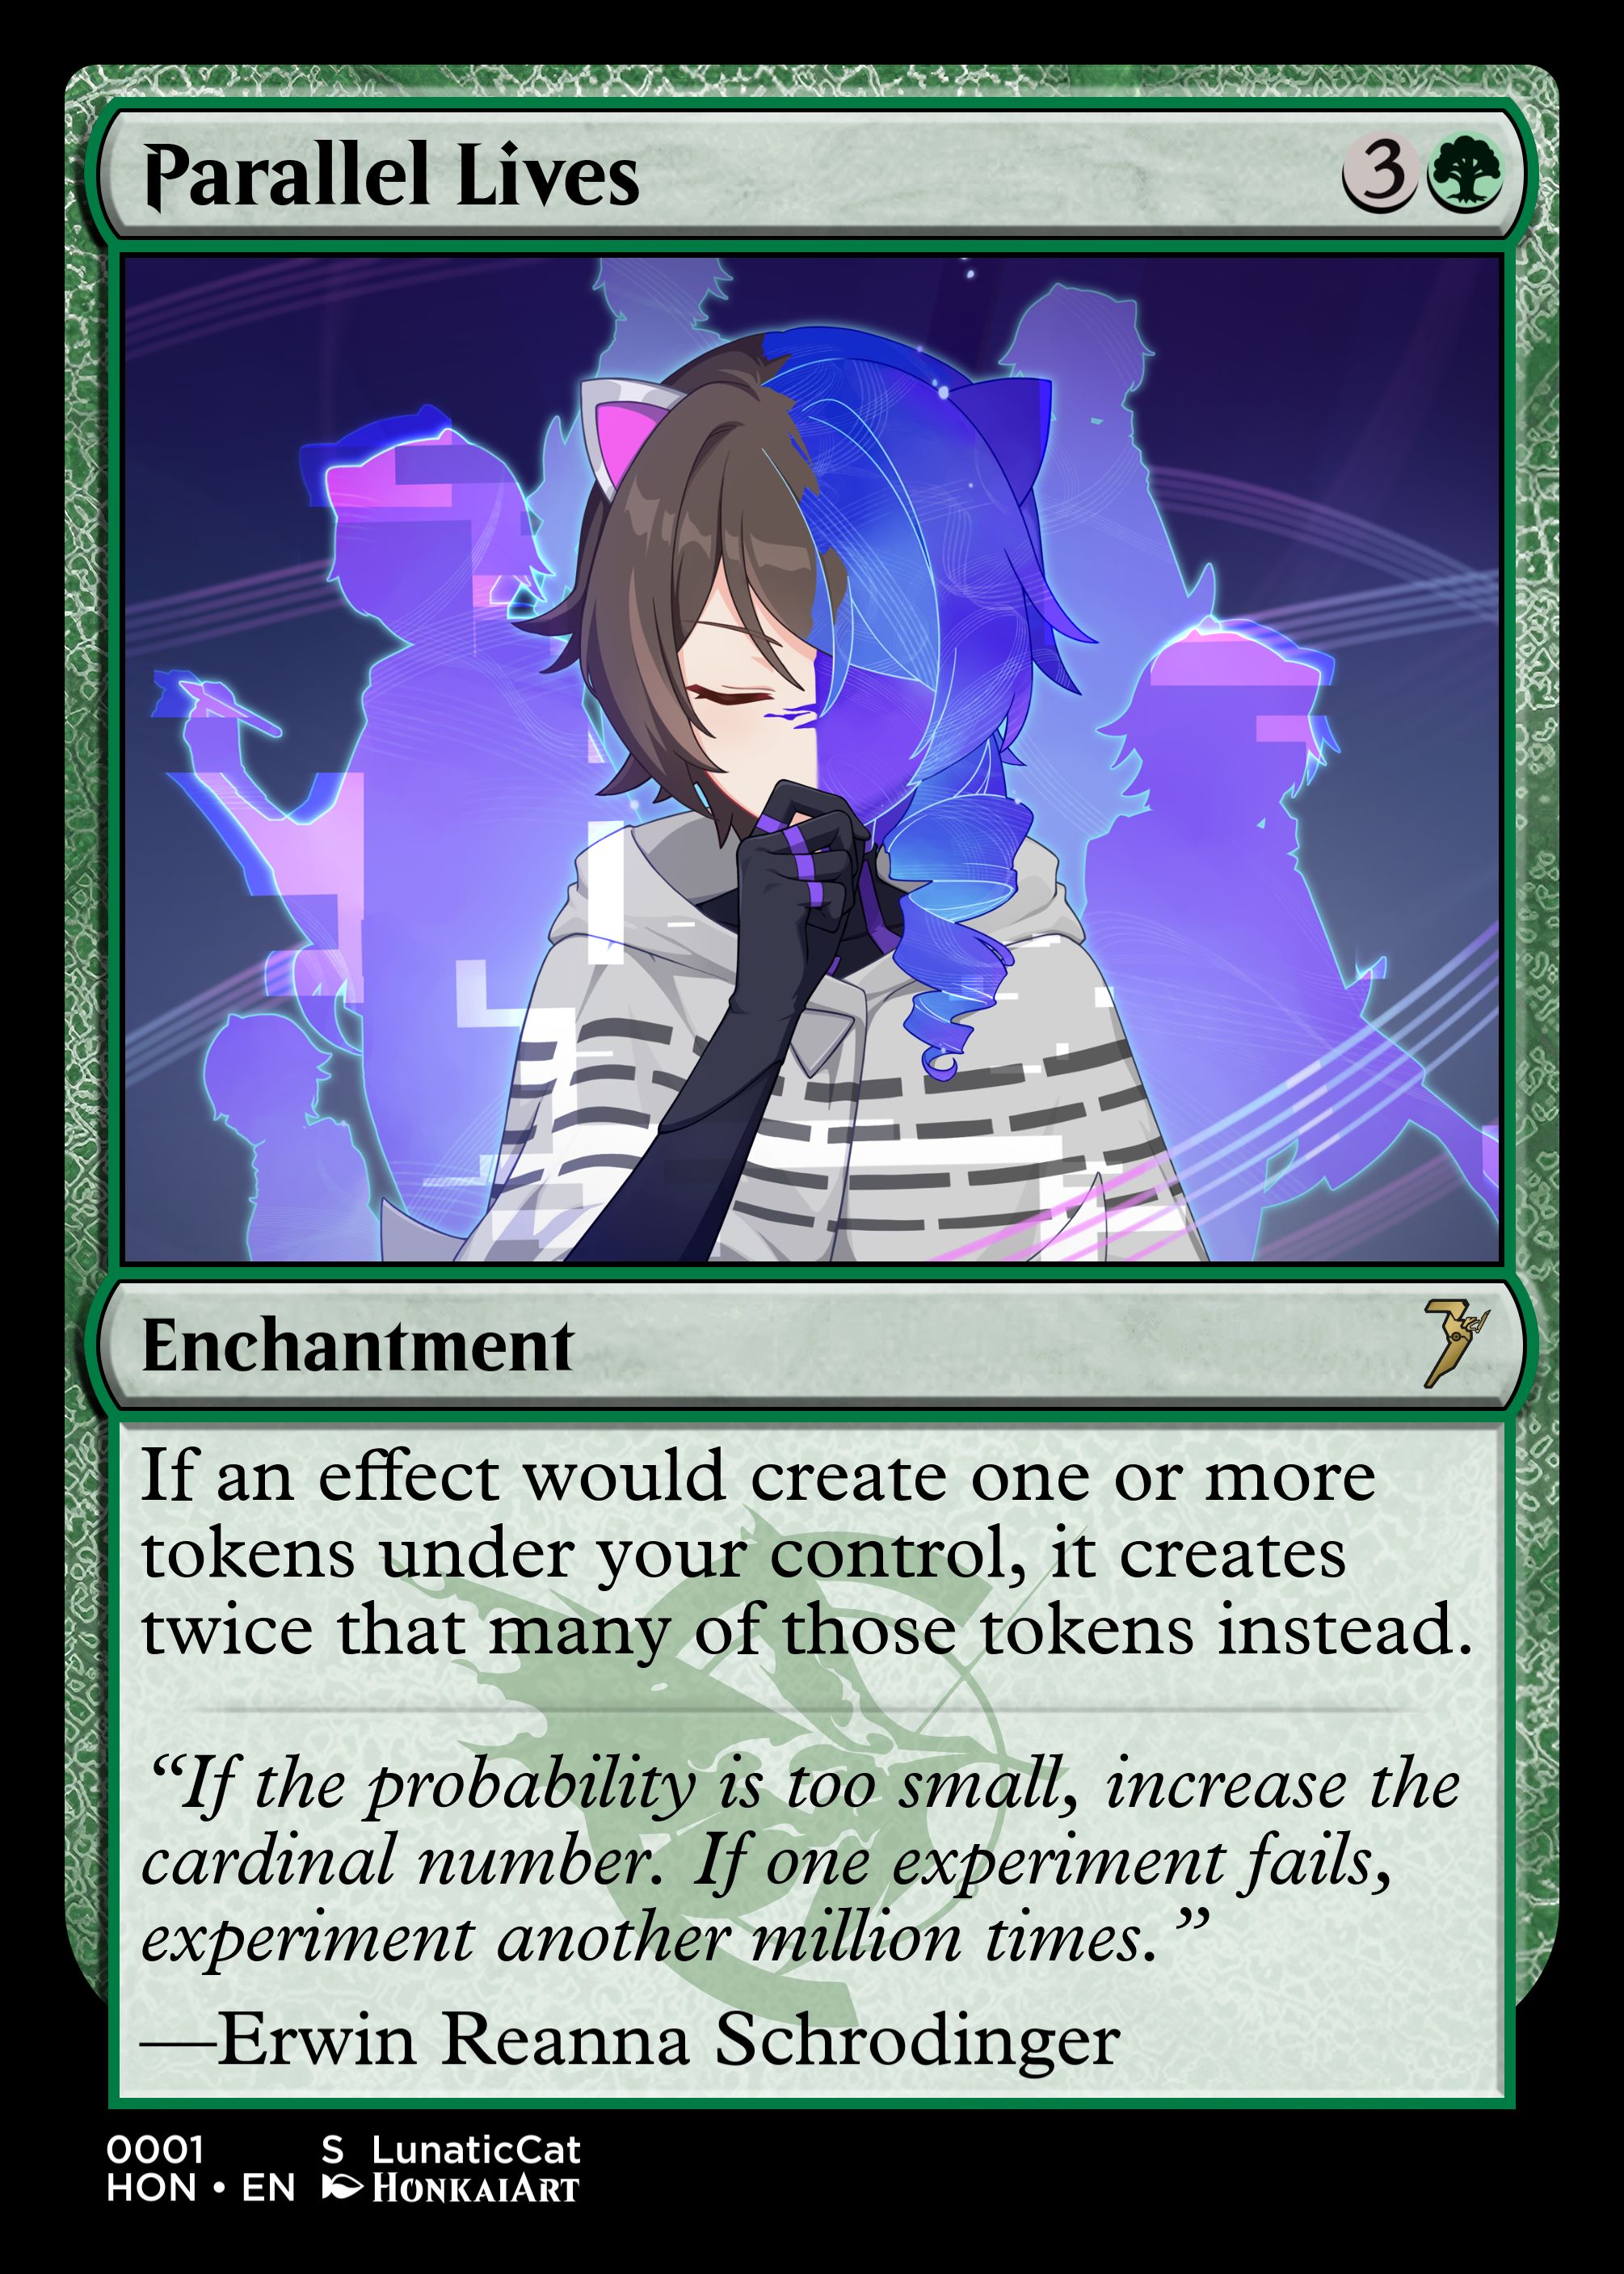 Parallel Lives 3
Enchantment
If an effect would create one or more
tokens under your control, it creates
twice that many of those tokens instead.
“If the probability is too small, increase the
cardinal number. If one experiment fails,
experiment another million times.”
—Erwin Reanna Schrodinger
0001 S LunaticCat
HON • EN HonkaiArt